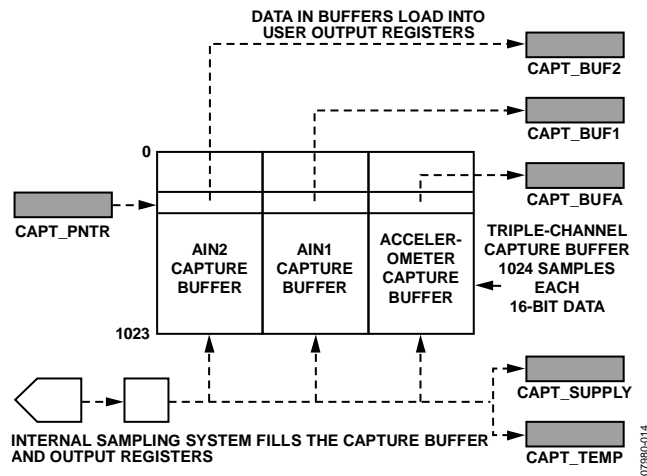 DATA IN BUFFERS LOAD INTO
USER OUTPUT REGISTERS
CAPT_BUF2
CAPT_BUF1
0
CAPT_BUFA
CAPT_PNTR
AIN2
CAPTURE
BUFFER
AIN1
CAPTURE
BUFFER
ACCELER-
OMETER
CAPTURE
BUFFER
TRIPLE-CHANNEL
CAPTURE BUFFER
1024 SAMPLES
EACH
16-BIT DATA
1023
CAPT_SUPPLY
INTERNAL SAMPLING SYSTEM FILLS THE CAPTURE BUFFER
AND OUTPUT REGISTERS
CAPT_TEMP
07980-014